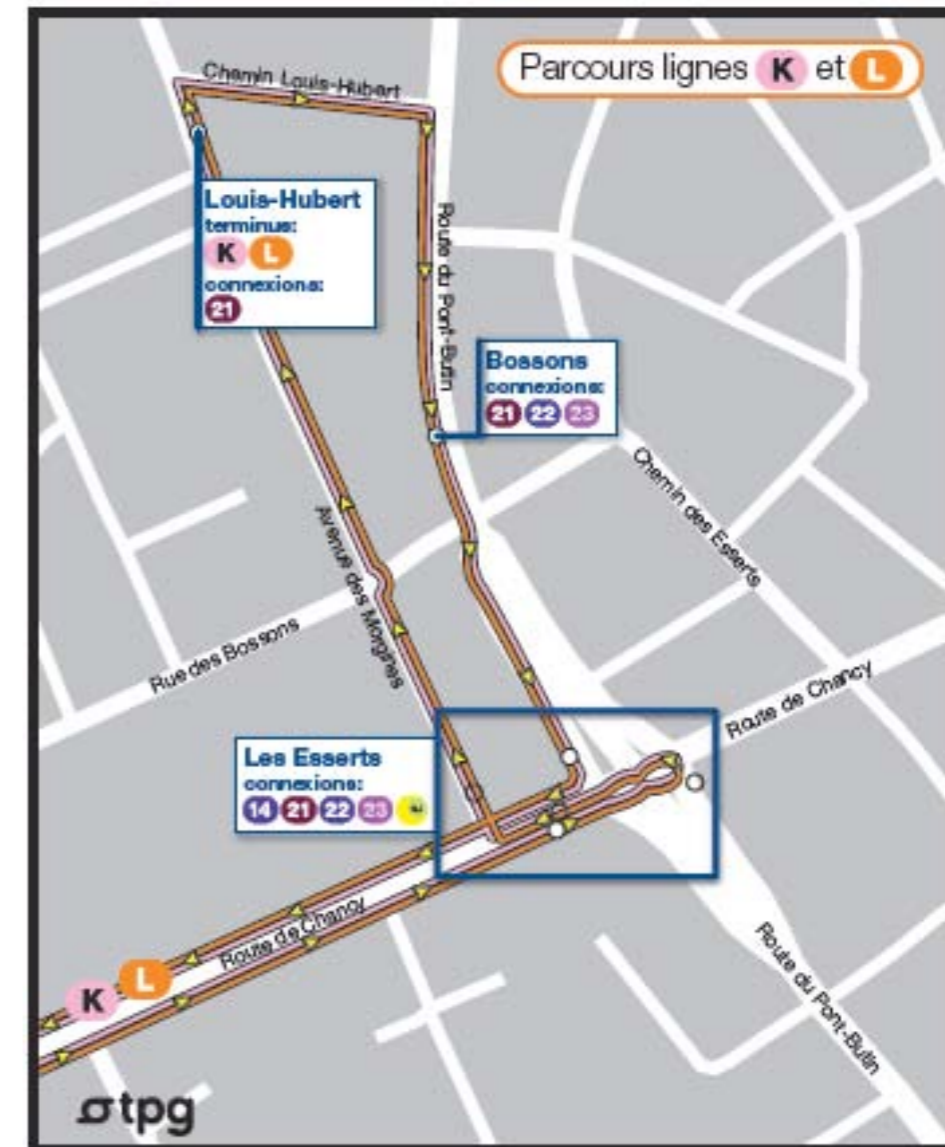 Parcours lignes K et L
Chemin Louis-Hubert
Louis-Hubert
terminus:
K L
connexions:
21
Route du Pont-Butin
Bossons
connexions:
21 22 23
Chemin des Esserts
Avenue des Morgines
Rue des Bossons
Route de Chancy
Les Esserts
connexions:
14 21 22 23
Route de Chancy
K L
Route du Pont-Butin
tpg